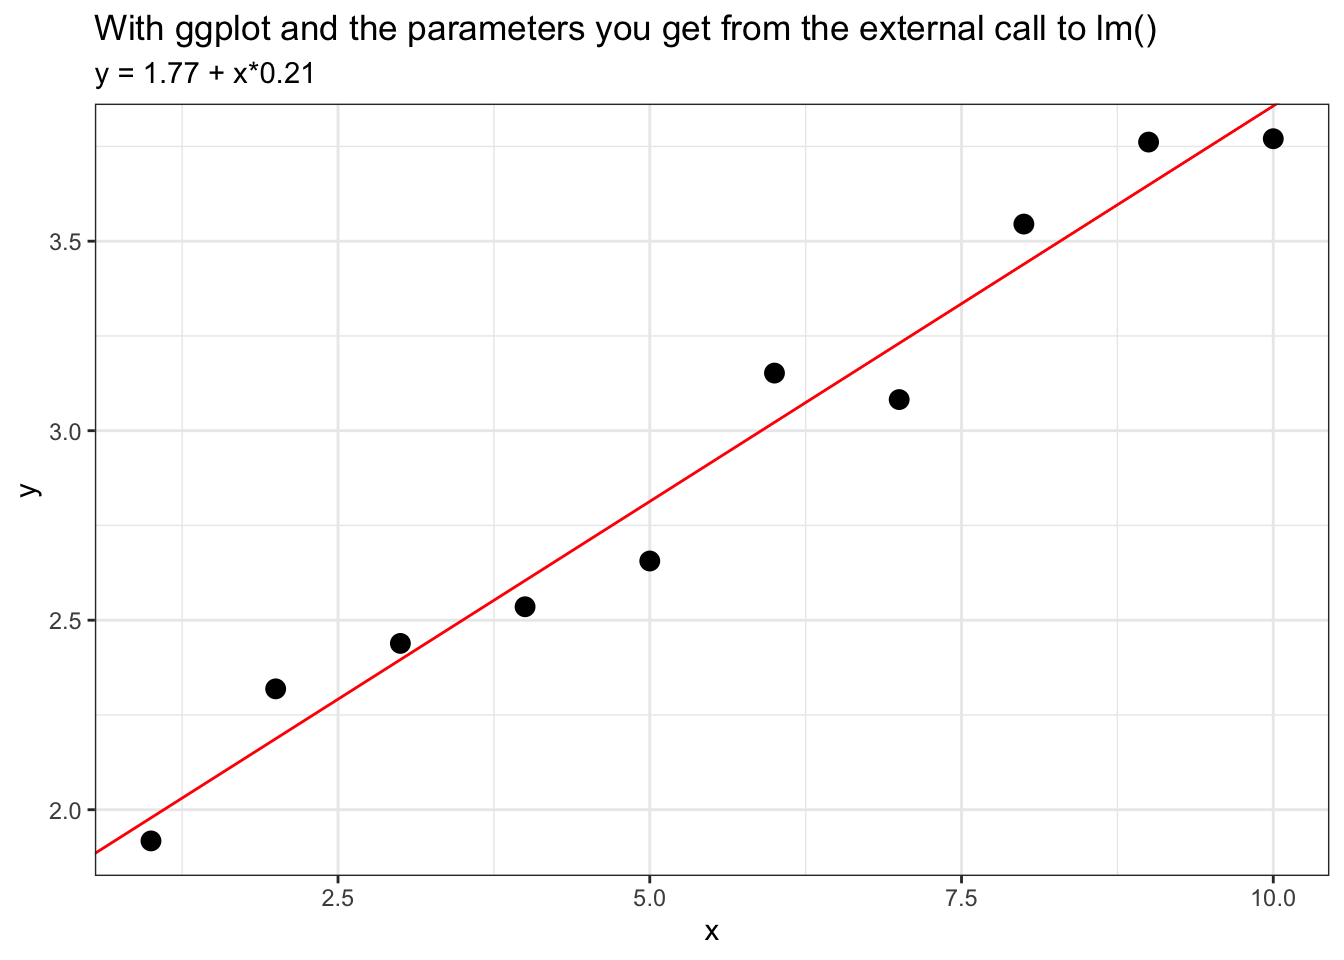 With ggplot and the parameters you get from the external call to lm()
y = 1.77 + x*0.21
3.5
3.0
y
2.5
2.0
2.5 5.0 7.5 10.0
x